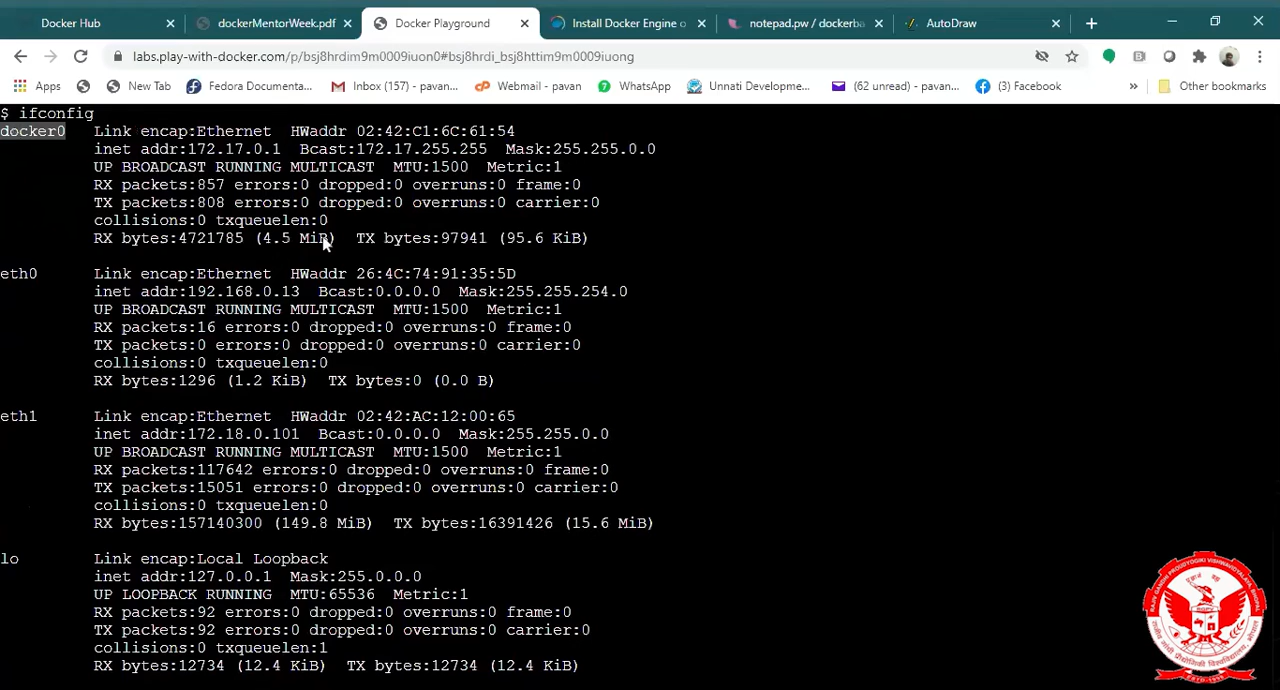 Docker Hub
dockerMentorWeek.pdf
Docker Playground
Install Docker Engine o
notepad.pw / dockerba
AutoDraw
labs.play-with-docker.com/p/bsj8hrdim9m0009iuon0#bsj8hrdi_bsj8httim9m0009iuong
Apps
New Tab
Fedora Documenta...
Inbox (157) - pavan...
Webmail - pavan
WhatsApp
Unnati Developme...
(62 unread) - pavan...
(3) Facebook
»
Other bookmarks
$ ifconfig
docker0 Link encap:Ethernet HWaddr 02:42:C1:6C:61:54
inet addr:172.17.0.1 Bcast:172.17.255.255 Mask:255.255.0.0
UP BROADCAST RUNNING MULTICAST MTU:1500 Metric:1
RX packets:857 errors:0 dropped:0 overruns:0 frame:0
TX packets:808 errors:0 dropped:0 overruns:0 carrier:0
collisions:0 txqueuelen:0
RX bytes:4721785 (4.5 MiB) TX bytes:97941 (95.6 KiB)
eth0 Link encap:Ethernet HWaddr 26:4C:74:91:35:5D
inet addr:192.168.0.13 Bcast:0.0.0.0 Mask:255.255.254.0
UP BROADCAST RUNNING MULTICAST MTU:1500 Metric:1
RX packets:16 errors:0 dropped:0 overruns:0 frame:0
TX packets:0 errors:0 dropped:0 overruns:0 carrier:0
collisions:0 txqueuelen:0
RX bytes:1296 (1.2 KiB) TX bytes:0 (0.0 B)
eth1 Link encap:Ethernet HWaddr 02:42:AC:12:00:65
inet addr:172.18.0.101 Bcast:0.0.0.0 Mask:255.255.0.0
UP BROADCAST RUNNING MULTICAST MTU:1500 Metric:1
RX packets:117642 errors:0 dropped:0 overruns:0 frame:0
TX packets:15051 errors:0 dropped:0 overruns:0 carrier:0
collisions:0 txqueuelen:0
RX bytes:157140300 (149.8 MiB) TX bytes:16391426 (15.6 MiB)
lo Link encap:Local Loopback
inet addr:127.0.0.1 Mask:255.0.0.0
UP LOOPBACK RUNNING MTU:65536 Metric:1
RX packets:92 errors:0 dropped:0 overruns:0 frame:0
TX packets:92 errors:0 dropped:0 overruns:0 carrier:0
collisions:0 txqueuelen:1
RX bytes:12734 (12.4 KiB) TX bytes:12734 (12.4 KiB)
RAJIV GANDHI PROUDYOGIKI VISHWAVIDYALAYA, BHOPAL